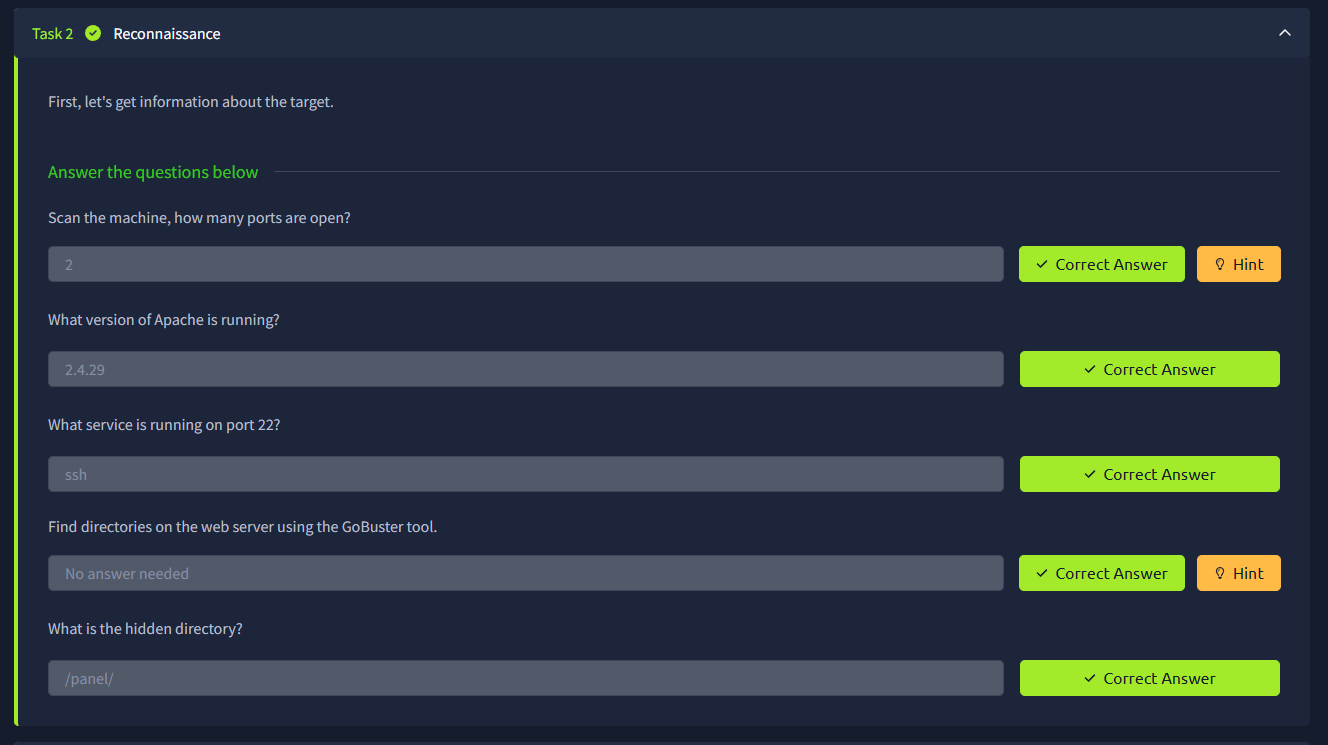 Task 2 Reconnaissance
First, let's get information about the target.
Answer the questions below
Scan the machine, how many ports are open?
2 Correct Answer Hint
What version of Apache is running?
2.4.29 Correct Answer
What service is running on port 22?
ssh Correct Answer
Find directories on the web server using the GoBuster tool.
No answer needed Correct Answer Hint
What is the hidden directory?
/panel/ Correct Answer